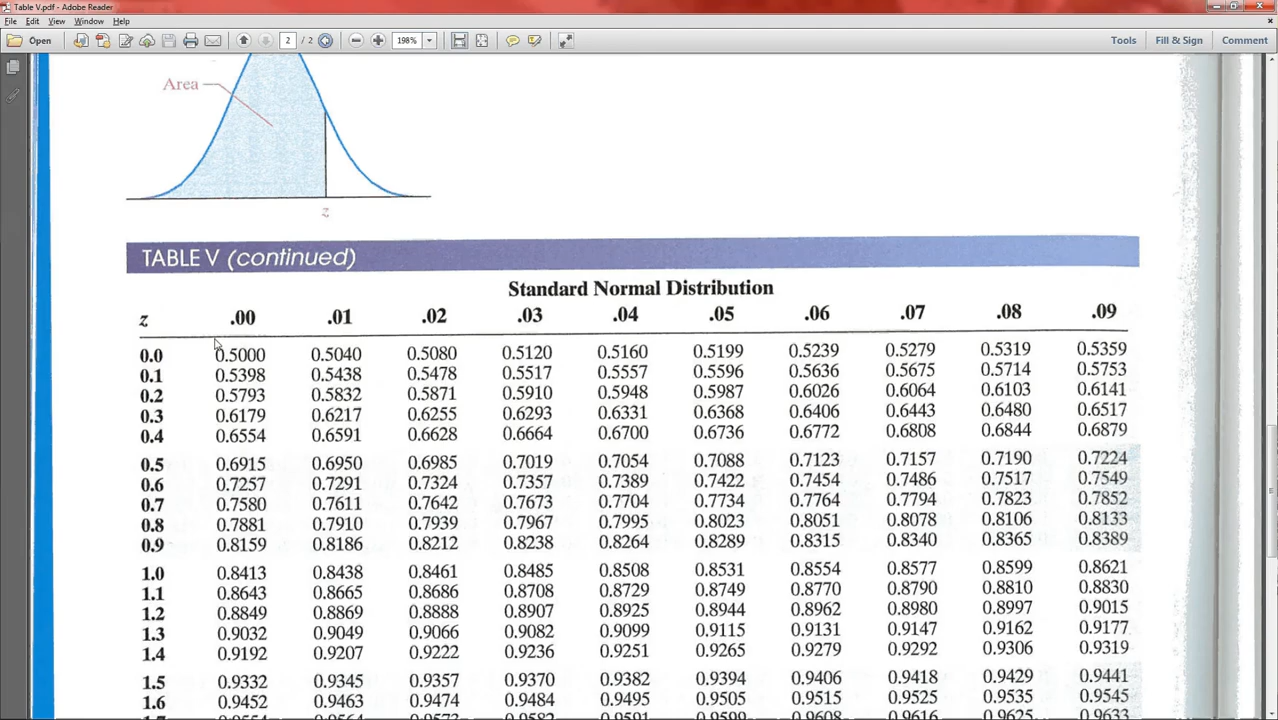 Table V.pdf - Adobe Reader
File Edit View Window Help
Open 2 / 2 198% Tools Fill & Sign Comment
Area
z
TABLE V (continued)
Standard Normal Distribution
z .00 .01 .02 .03 .04 .05 .06 .07 .08 .09
0.0 0.5000 0.5040 0.5080 0.5120 0.5160 0.5199 0.5239 0.5279 0.5319 0.5359
0.1 0.5398 0.5438 0.5478 0.5517 0.5557 0.5596 0.5636 0.5675 0.5714 0.5753
0.2 0.5793 0.5832 0.5871 0.5910 0.5948 0.5987 0.6026 0.6064 0.6103 0.6141
0.3 0.6179 0.6217 0.6255 0.6293 0.6331 0.6368 0.6406 0.6443 0.6480 0.6517
0.4 0.6554 0.6591 0.6628 0.6664 0.6700 0.6736 0.6772 0.6808 0.6844 0.6879
0.5 0.6915 0.6950 0.6985 0.7019 0.7054 0.7088 0.7123 0.7157 0.7190 0.7224
0.6 0.7257 0.7291 0.7324 0.7357 0.7389 0.7422 0.7454 0.7486 0.7517 0.7549
0.7 0.7580 0.7611 0.7642 0.7673 0.7704 0.7734 0.7764 0.7794 0.7823 0.7852
0.8 0.7881 0.7910 0.7939 0.7967 0.7995 0.8023 0.8051 0.8078 0.8106 0.8133
0.9 0.8159 0.8186 0.8212 0.8238 0.8264 0.8289 0.8315 0.8340 0.8365 0.8389
1.0 0.8413 0.8438 0.8461 0.8485 0.8508 0.8531 0.8554 0.8577 0.8599 0.8621
1.1 0.8643 0.8665 0.8686 0.8708 0.8729 0.8749 0.8770 0.8790 0.8810 0.8830
1.2 0.8849 0.8869 0.8888 0.8907 0.8925 0.8944 0.8962 0.8980 0.8997 0.9015
1.3 0.9032 0.9049 0.9066 0.9082 0.9099 0.9115 0.9131 0.9147 0.9162 0.9177
1.4 0.9192 0.9207 0.9222 0.9236 0.9251 0.9265 0.9279 0.9292 0.9306 0.9319
1.5 0.9332 0.9345 0.9357 0.9370 0.9382 0.9394 0.9406 0.9418 0.9429 0.9441
1.6 0.9452 0.9463 0.9474 0.9484 0.9495 0.9505 0.9515 0.9525 0.9535 0.9545